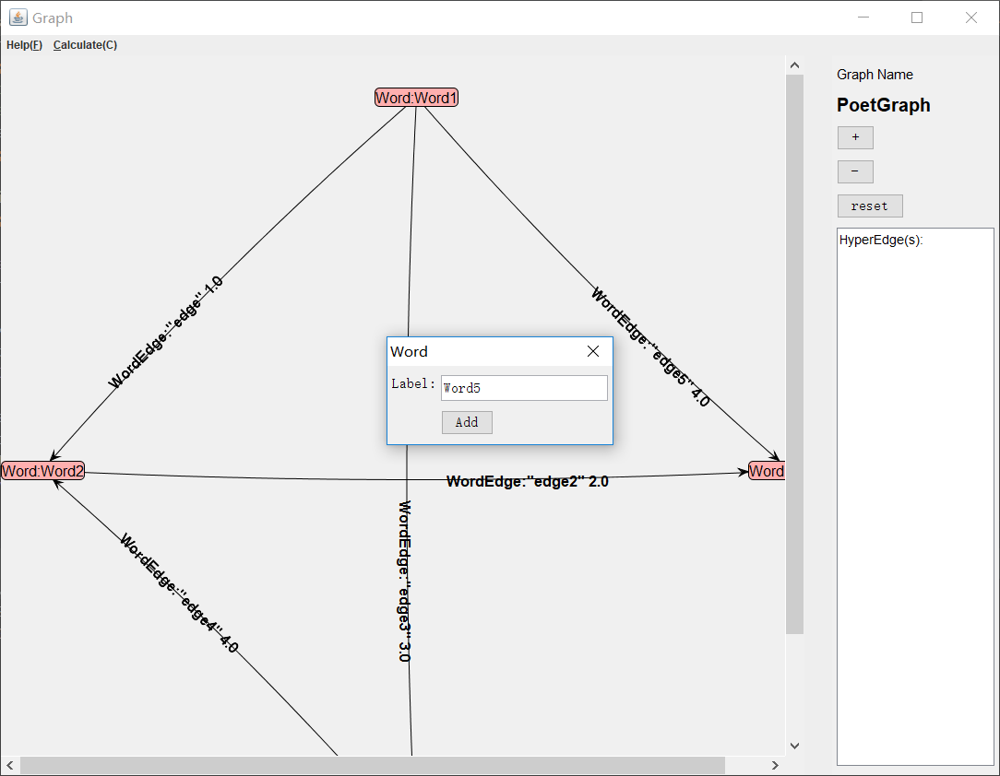 Graph
Help(F) Calculate(C)
Graph Name
PoetGraph
+
-
reset
HyperEdge(s):
Word:Word1
WordEdge:"edge" 1.0
WordEdge:"edge5" 4.0
Word
Label: Word5
Add
Word:Word2
Word
WordEdge:"edge2" 2.0
WordEdge:"edge3" 3.0
WordEdge:"edge4" 4.0